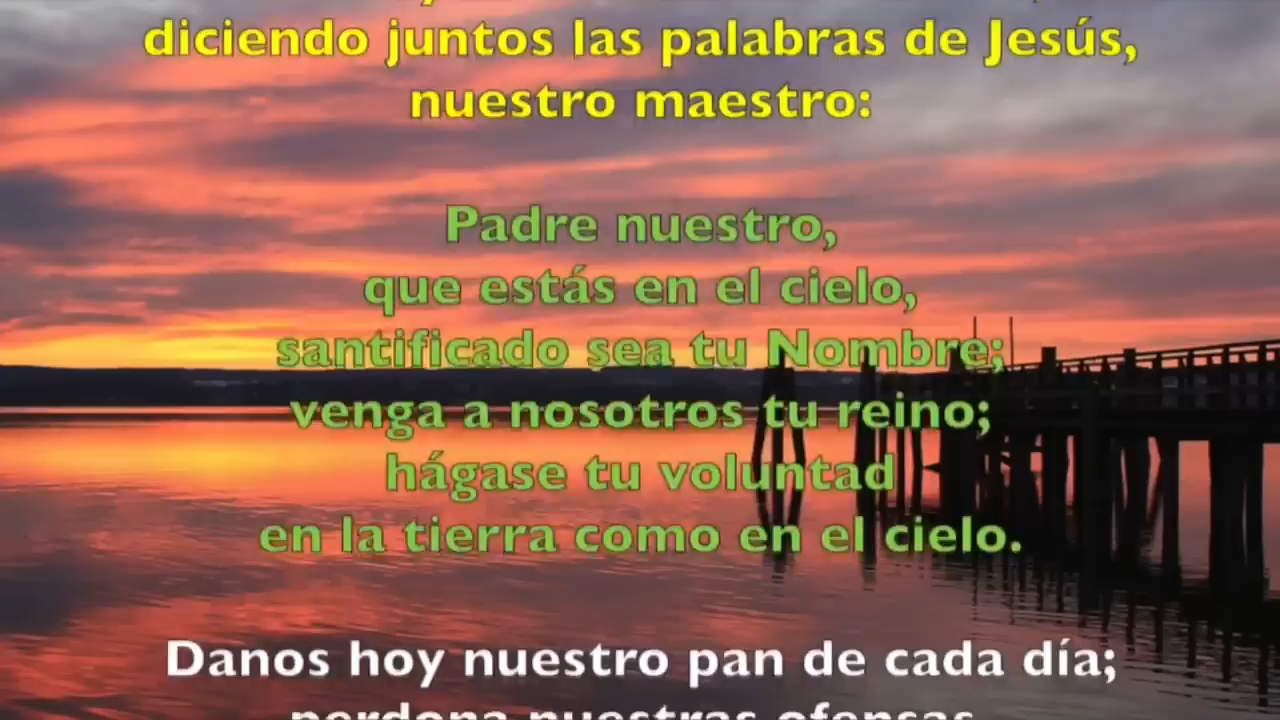 diciendo juntos las palabras de Jesús,
nuestro maestro:
Padre nuestro,
que estás en el cielo,
santificado sea tu Nombre;
venga a nosotros tu reino;
hágase tu voluntad
en la tierra como en el cielo.
Danos hoy nuestro pan de cada día;
perdona nuestras ofensas,